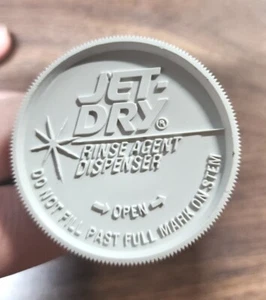 JET-
DRY®
RINSE AGENT
DISPENSER
OPEN
DO NOT FILL PAST FULL MARK ON STEM